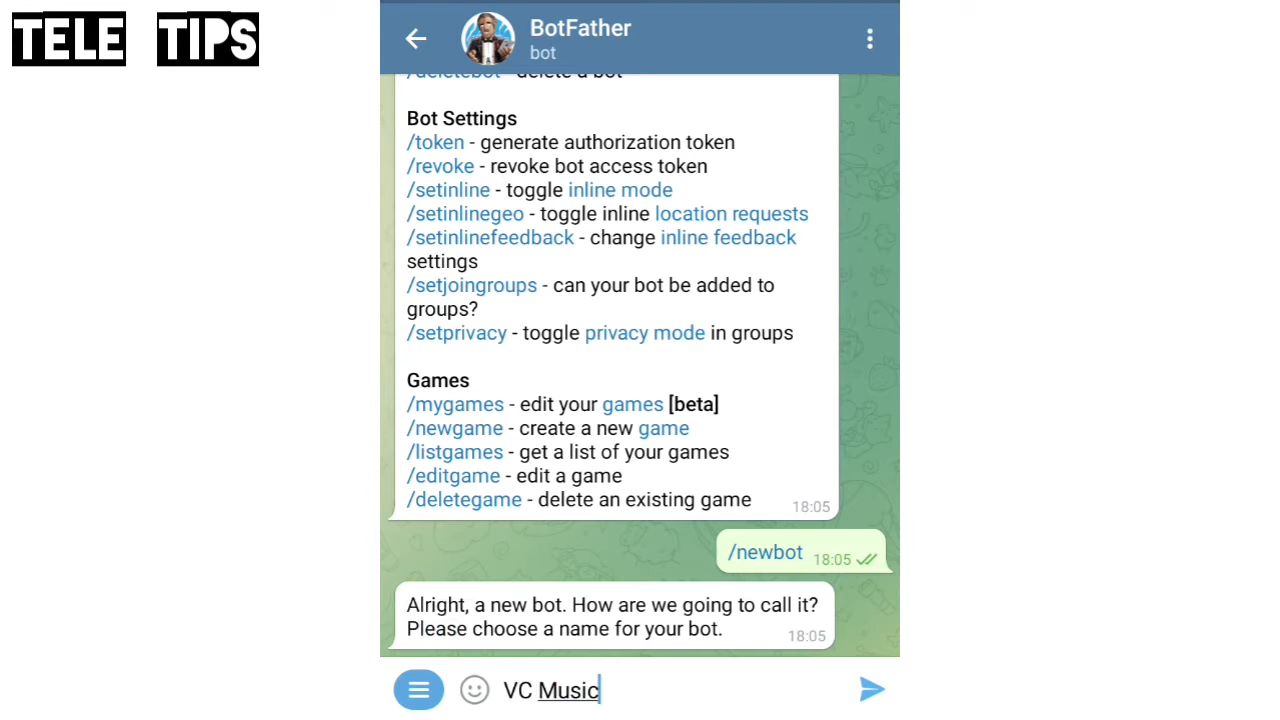 TELE TIPS
BotFather
bot
/deletebot - delete a bot
Bot Settings
/token - generate authorization token
/revoke - revoke bot access token
/setinline - toggle inline mode
/setinlinegeo - toggle inline location requests
/setinlinefeedback - change inline feedback
settings
/setjoingroups - can your bot be added to
groups?
/setprivacy - toggle privacy mode in groups
Games
/mygames - edit your games [beta]
/newgame - create a new game
/listgames - get a list of your games
/editgame - edit a game
/deletegame - delete an existing game
18:05
/newbot 18:05
Alright, a new bot. How are we going to call it?
Please choose a name for your bot.
18:05
VC Music